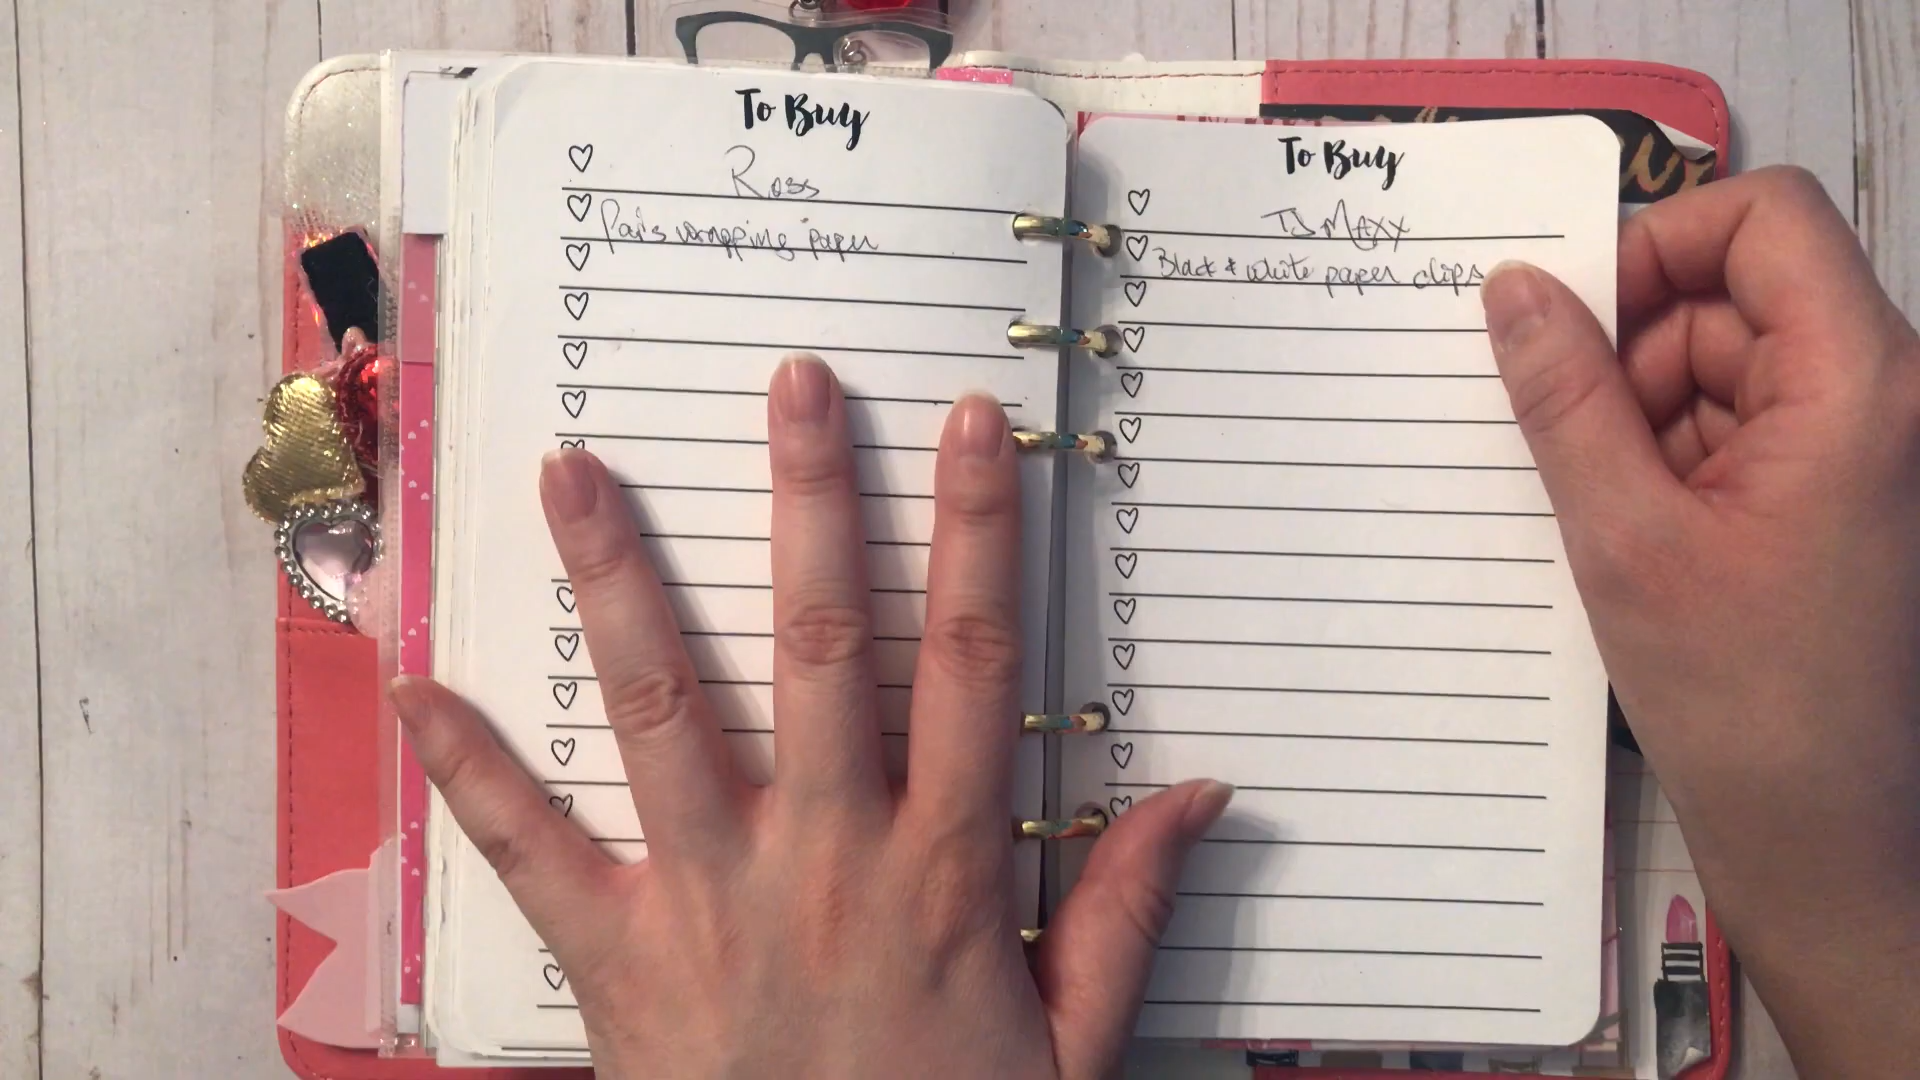 To Buy
Ross
Paris wrapping paper
To Buy
TJ Maxx
Black & white paper clips